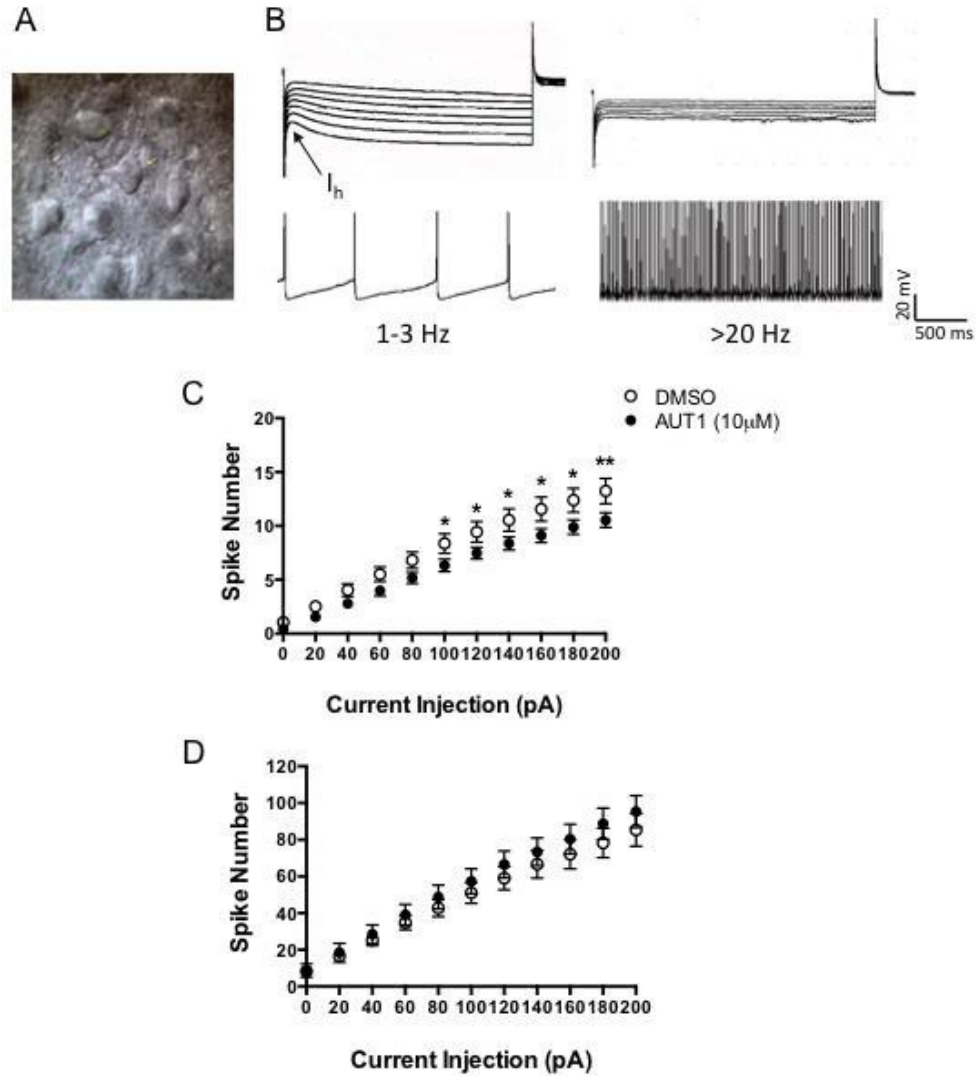 A
B
Ih
1-3 Hz
>20 Hz
20 mV
500 ms
C
DMSO
AUT1 (10μM)
20
15
10
5
0
Spike Number
* * * * * **
0 20 40 60 80 100 120 140 160 180 200
Current Injection (pA)
D
120
100
80
60
40
20
0
Spike Number
0 20 40 60 80 100 120 140 160 180 200
Current Injection (pA)